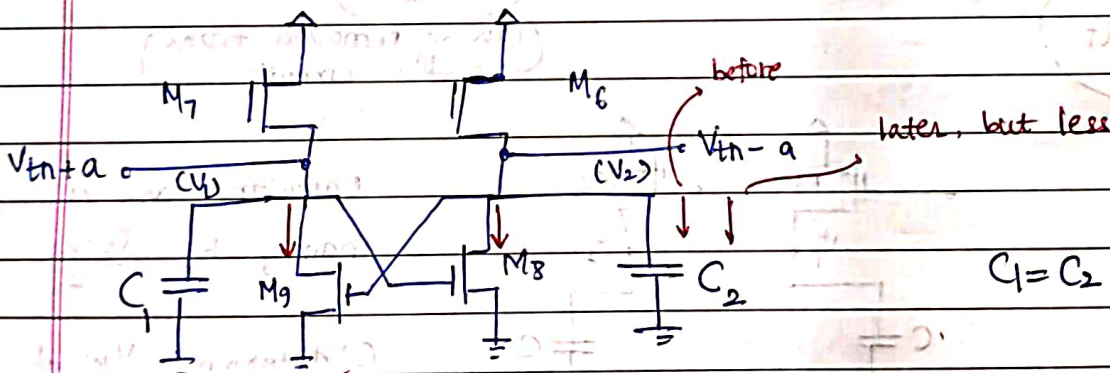 before
M7
M6
later, but less
Vtn + a
(V1)
(V2)
Vtn - a
M9
M8
C1
C2
C1 = C2